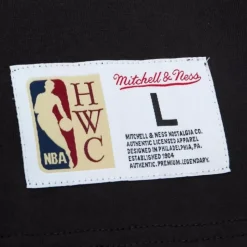 Mitchell & Ness
HWC
NBA
L
MITCHELL & NESS NOSTALGIA CO.
AUTHENTIC LICENSED APPAREL
DESIGNED IN PHILADELPHIA, PA
ESTABLISHED 1904
AUTHENTIC. PREMIUM. LEGENDARY.